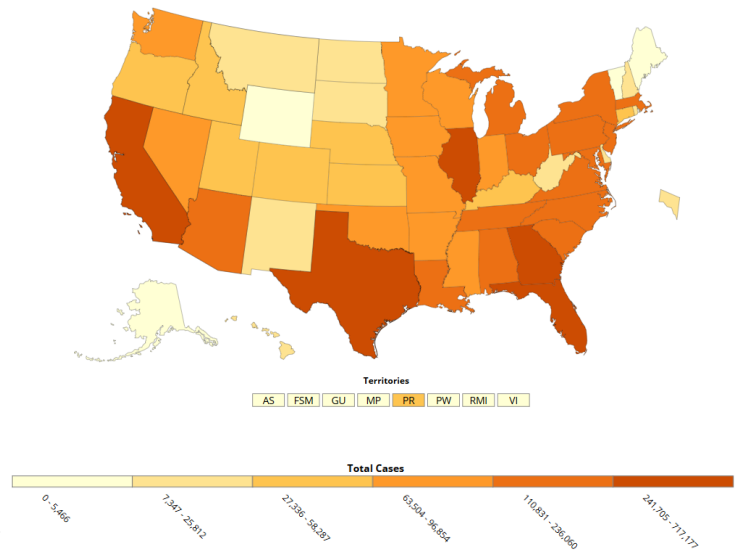 Territories
AS FSM GU MP PR PW RMI VI
Total Cases
0 - 5,466
7,347 - 25,812
27,336 - 58,287
63,504 - 96,854
110,831 - 236,060
241,705 - 717,177